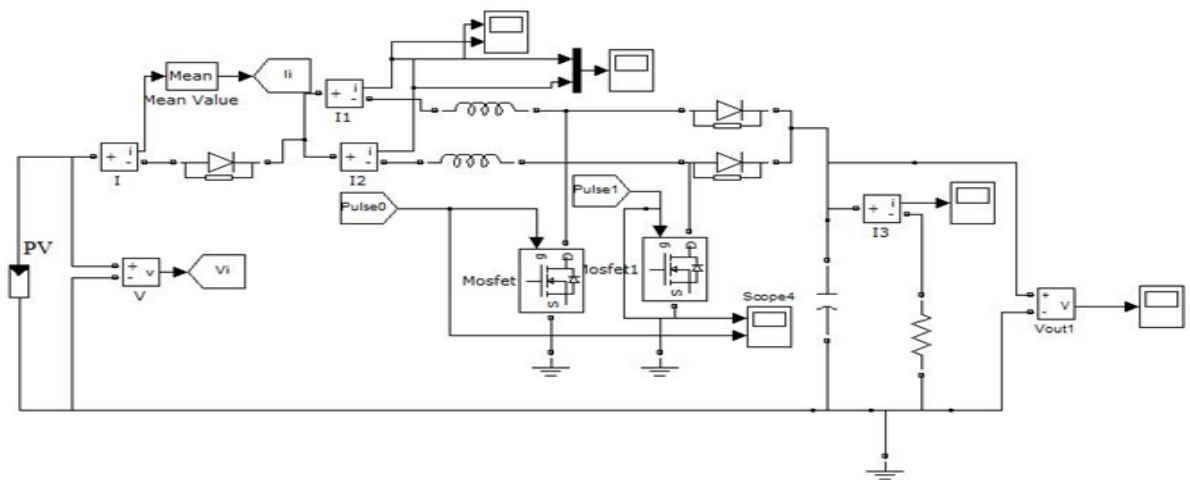 Mean
Mean Value
Ii
I1
I
I2
Pulse0
Pulse1
PV
V
Vi
Mosfet
Mosfet1
Scope4
I3
Vout1
+
-
i
v
g
D
S